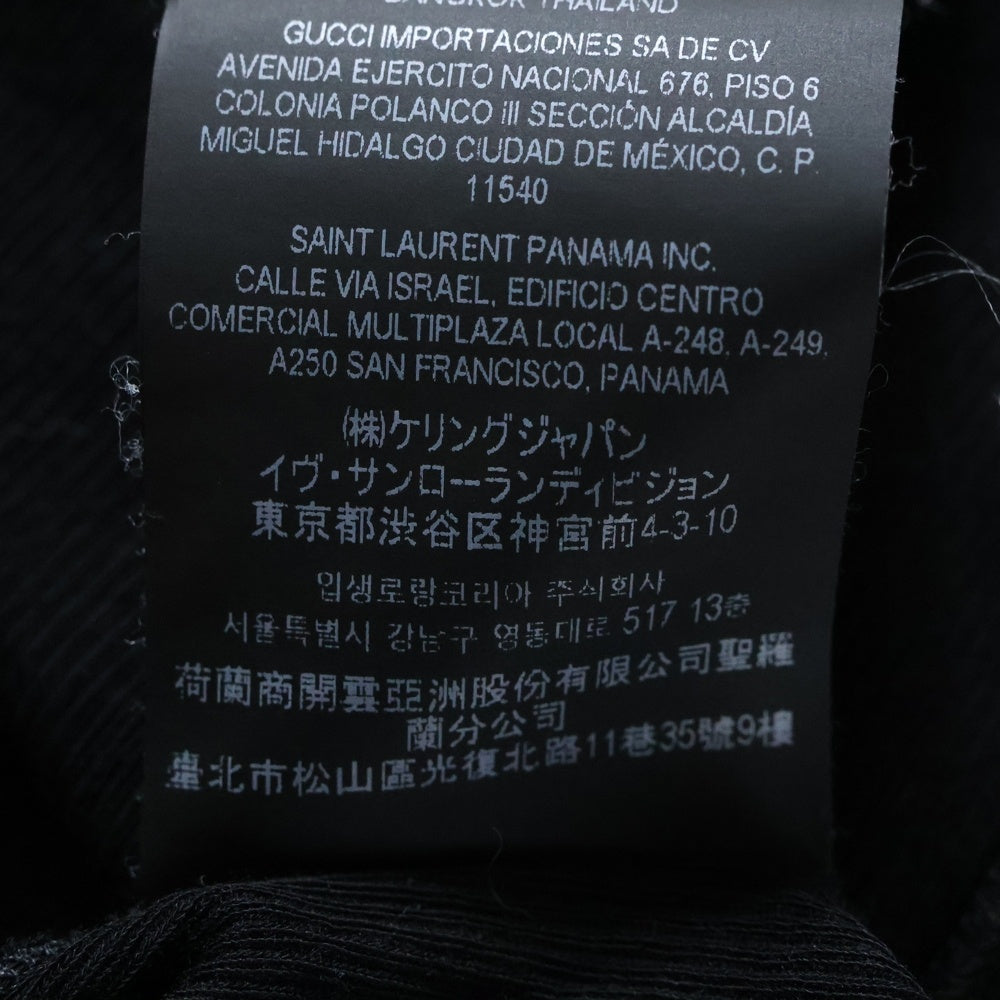 BANGKOK THAILAND
GUCCI IMPORTACIONES SA DE CV
AVENIDA EJERCITO NACIONAL 676, PISO 6
COLONIA POLANCO III SECCIÓN ALCALDÍA
MIGUEL HIDALGO CIUDAD DE MÉXICO, C. P.
11540
SAINT LAURENT PANAMA INC.
CALLE VIA ISRAEL, EDIFICIO CENTRO
COMERCIAL MULTIPLAZA LOCAL A-248, A-249,
A250 SAN FRANCISCO, PANAMA
(株)ケリングジャパン
イヴ・サンローランディビジョン
東京都渋谷区神宮前4-3-10
입생로랑코리아 주식회사
서울특별시 강남구 영동대로 517 13층
荷蘭商開雲亞洲股份有限公司聖羅
蘭分公司
臺北市松山區光復北路11巷35號9樓